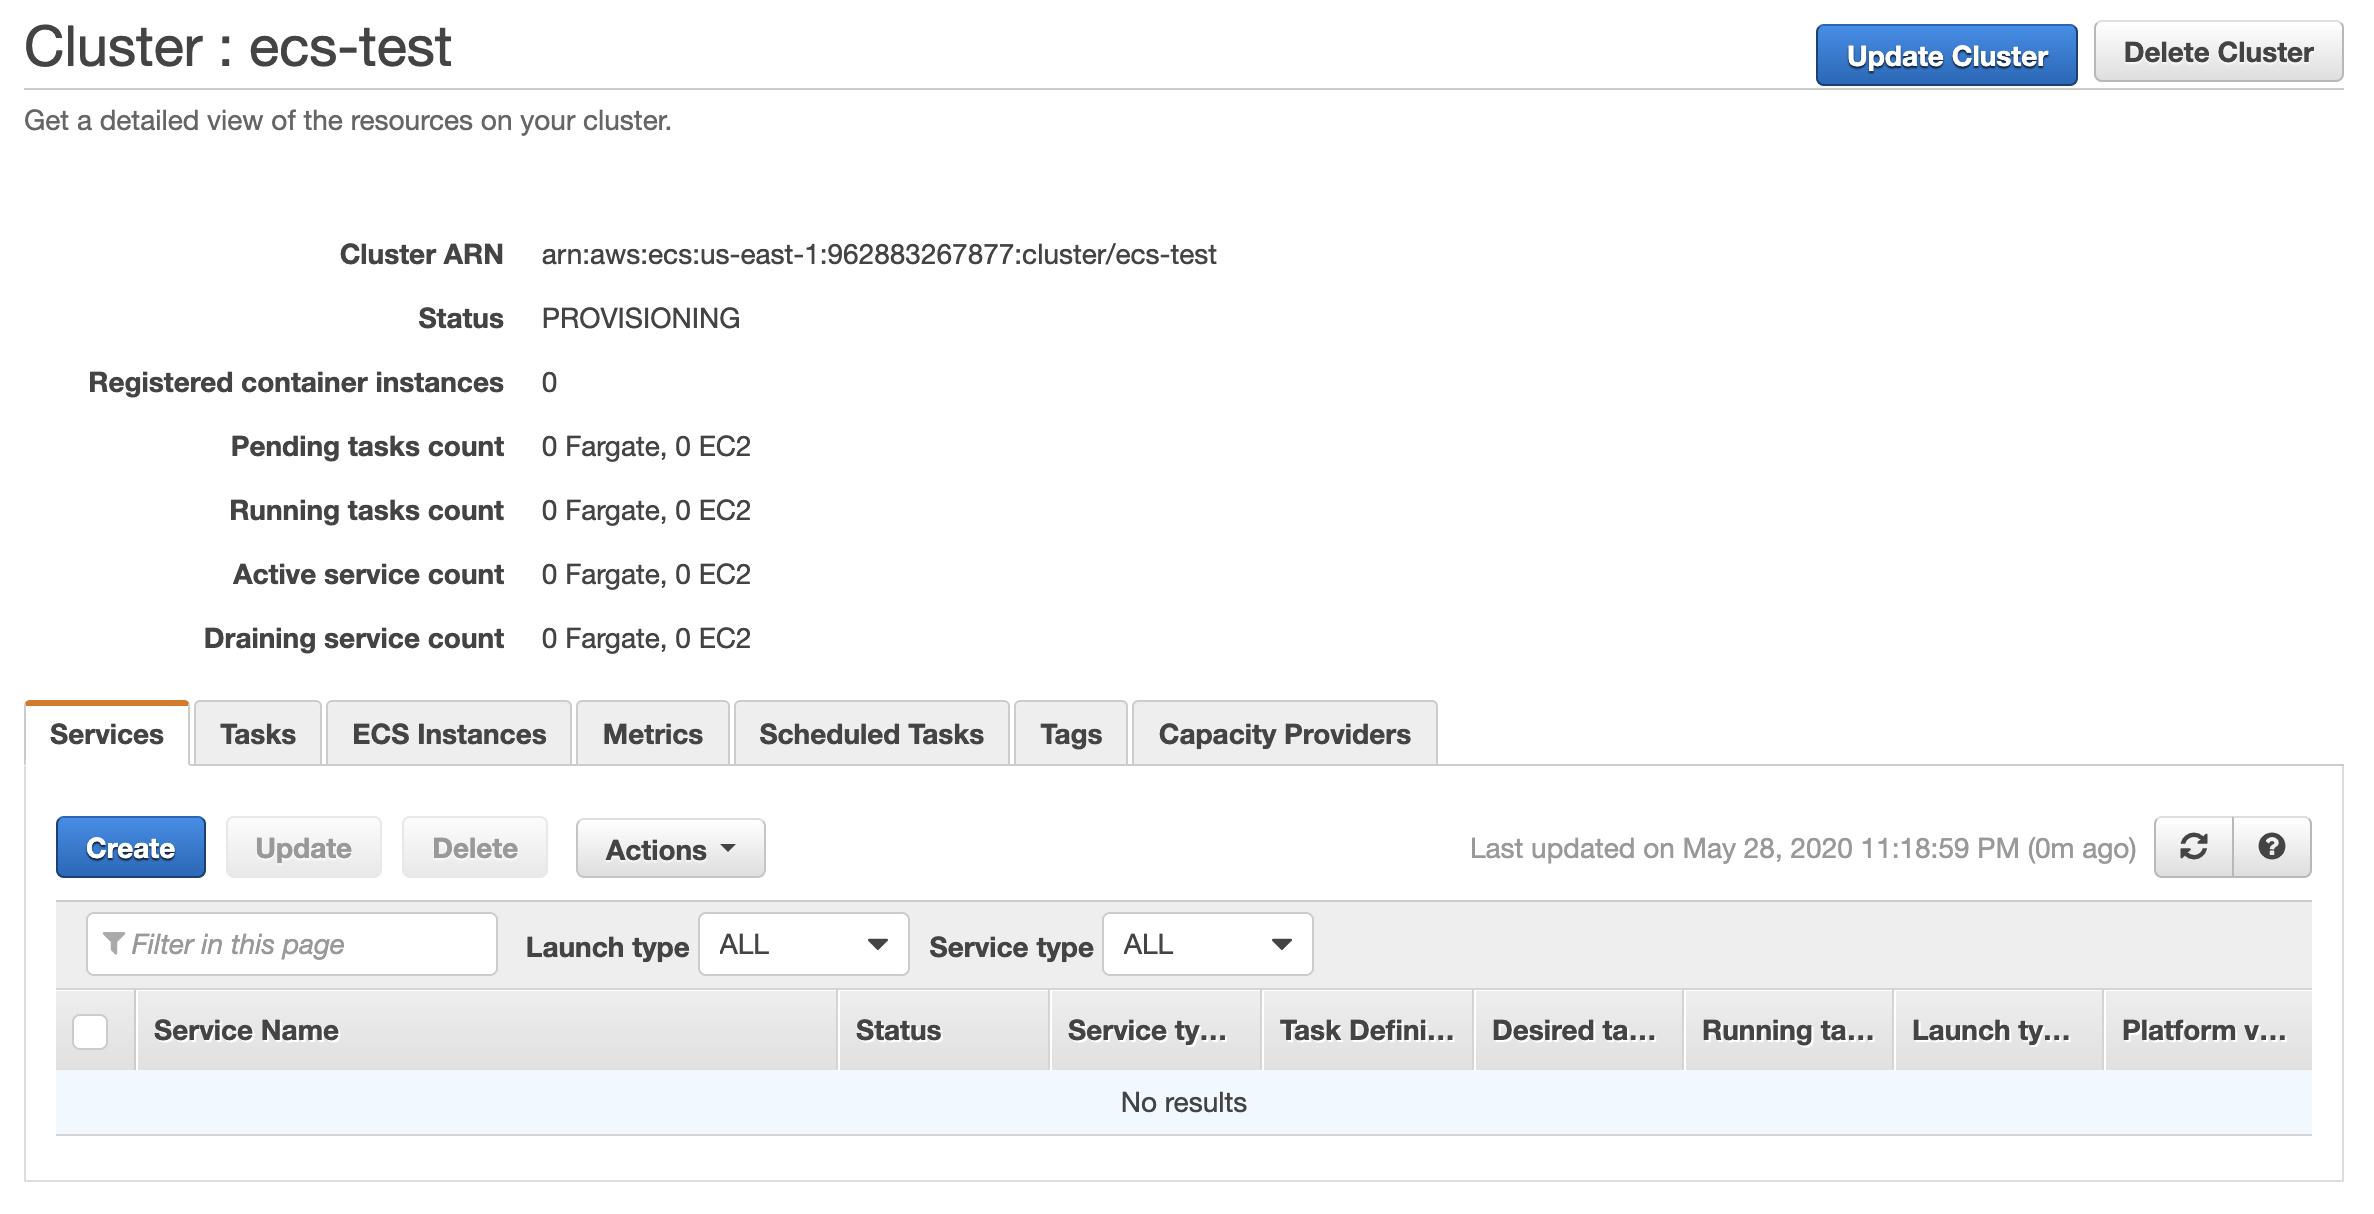 Cluster : ecs-test
Update Cluster
Delete Cluster
Get a detailed view of the resources on your cluster.
Cluster ARN arn:aws:ecs:us-east-1:962883267877:cluster/ecs-test
Status PROVISIONING
Registered container instances 0
Pending tasks count 0 Fargate, 0 EC2
Running tasks count 0 Fargate, 0 EC2
Active service count 0 Fargate, 0 EC2
Draining service count 0 Fargate, 0 EC2
Services Tasks ECS Instances Metrics Scheduled Tasks Tags Capacity Providers
Create Update Delete Actions Last updated on May 28, 2020 11:18:59 PM (0m ago) ?
Filter in this page Launch type ALL Service type ALL
Service Name Status Service ty... Task Defini... Desired ta... Running ta... Launch ty... Platform v...
No results